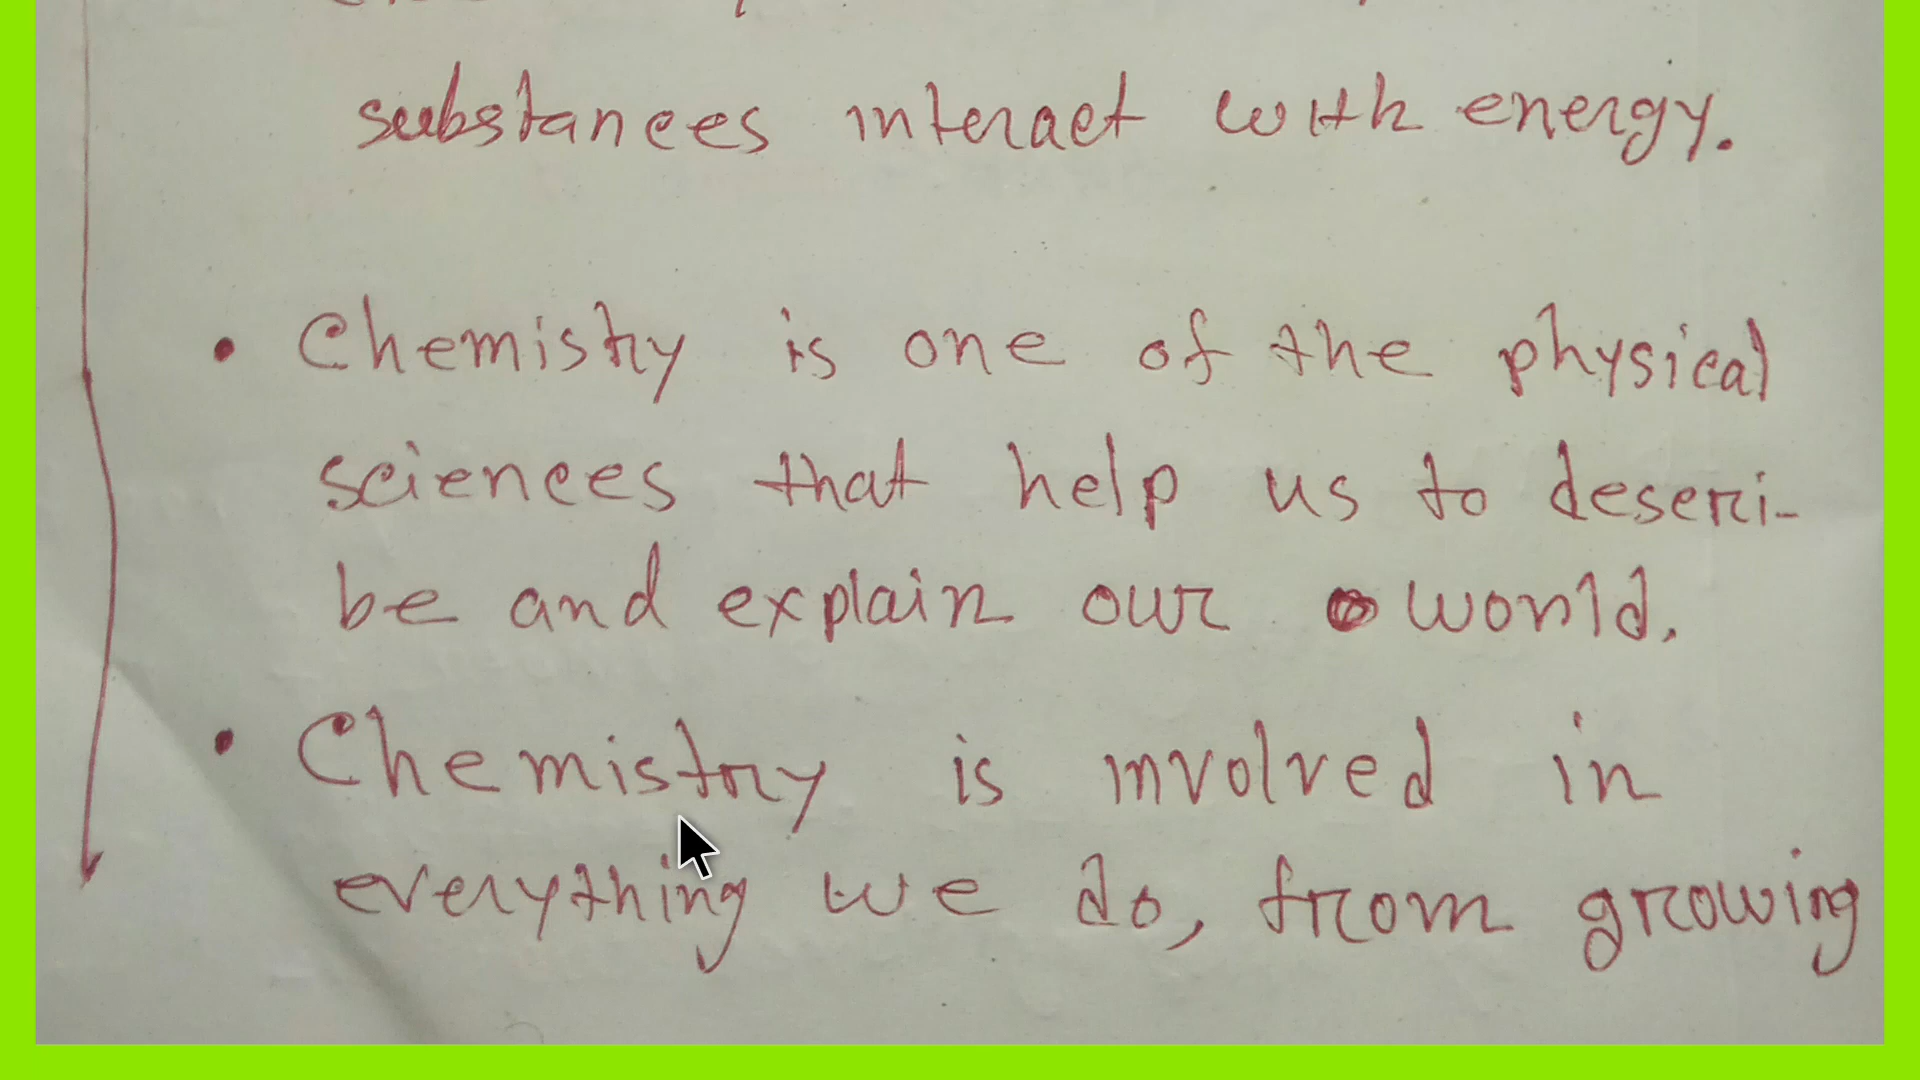 substances interact with energy.
• Chemistry is one of the physical
sciences that help us to descri-
be and explain our world.
• Chemistry is involved in
everything we do, from growing